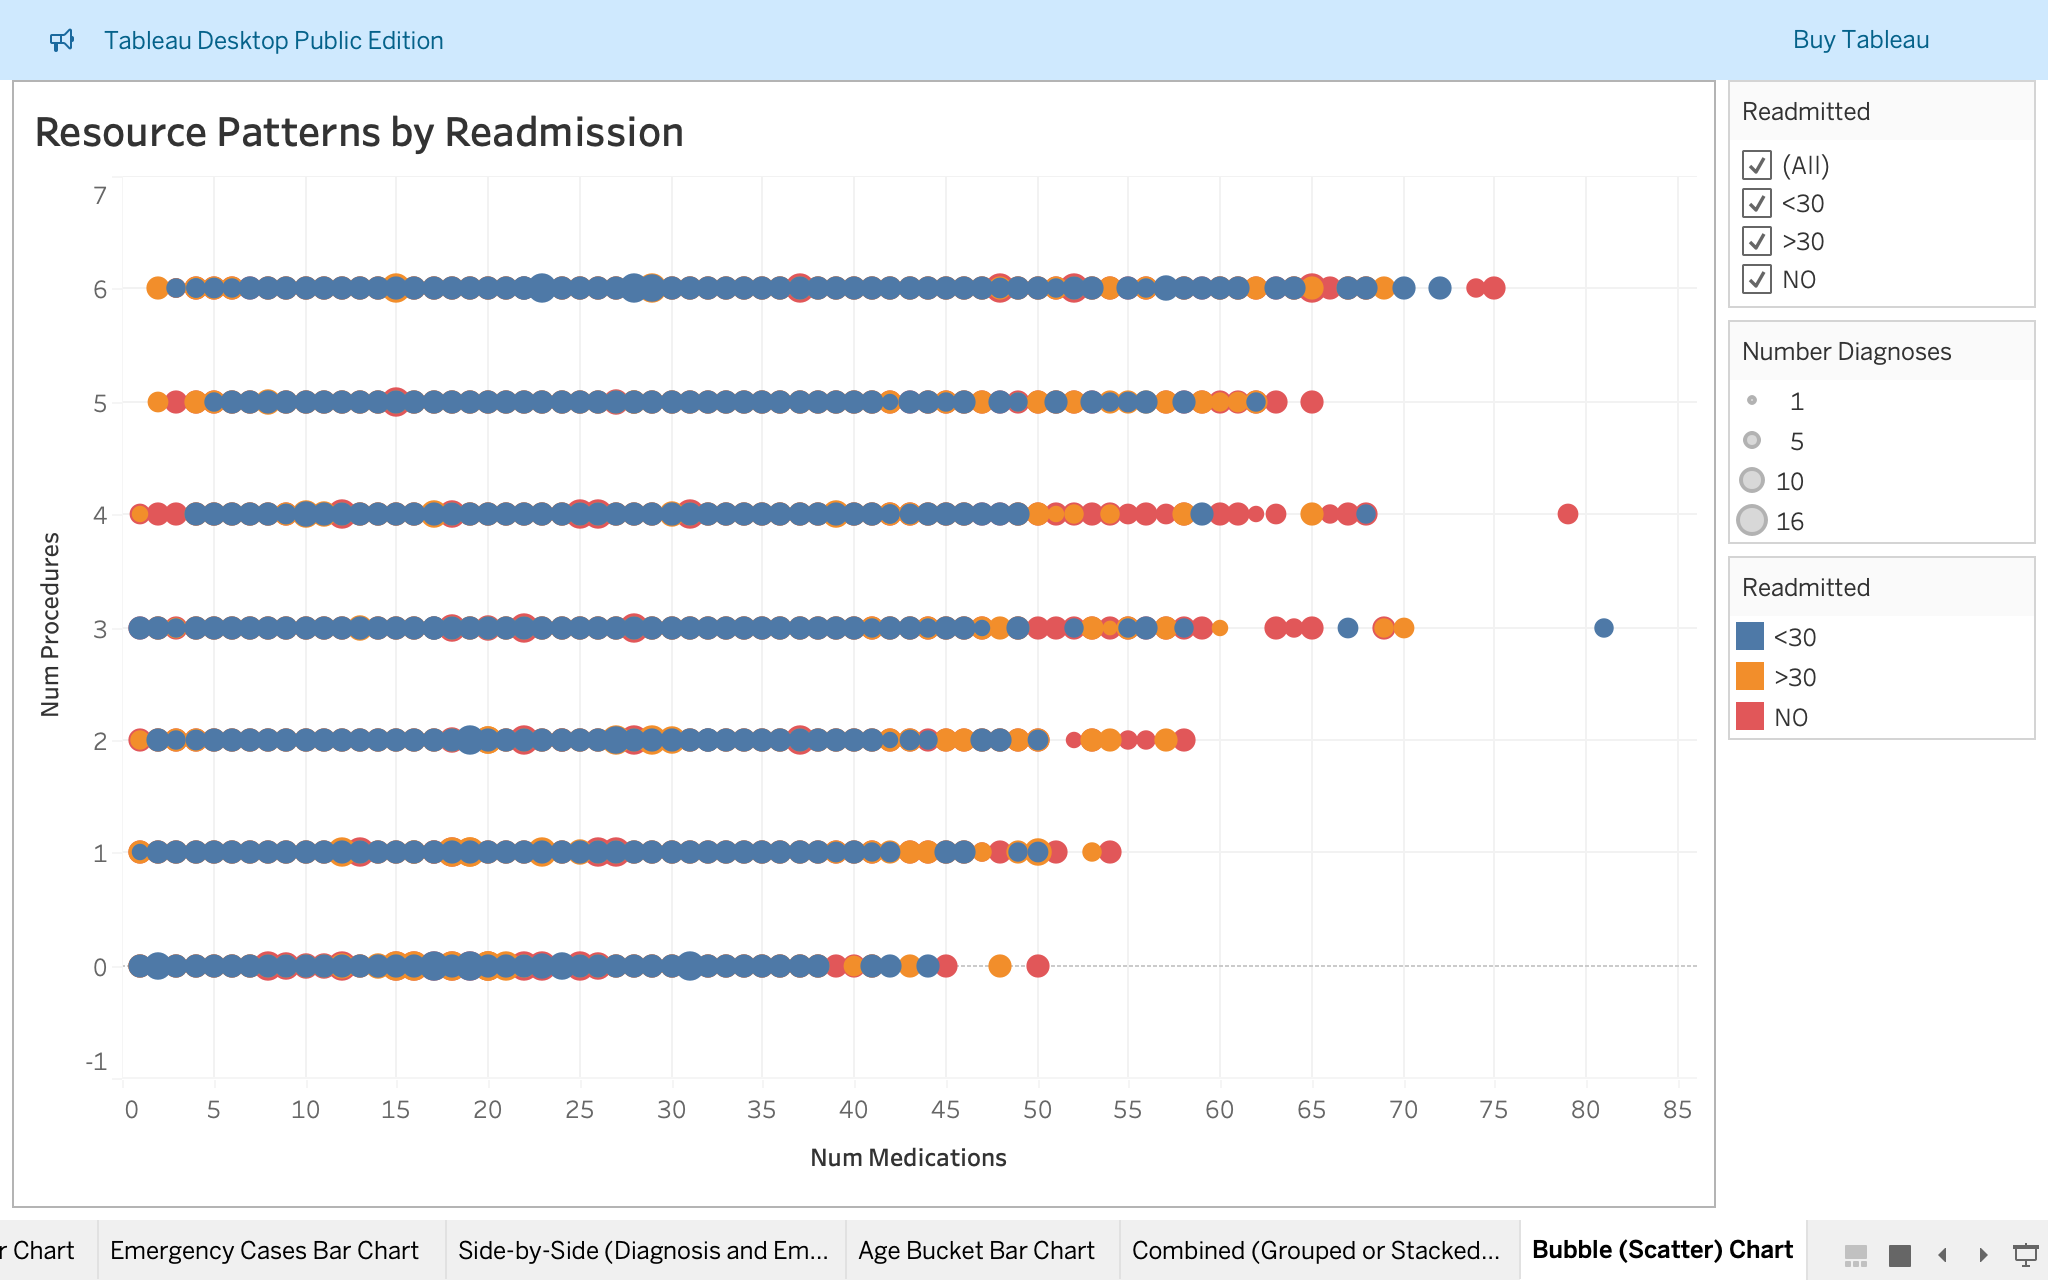 Tableau Desktop Public Edition
Buy Tableau
Resource Patterns by Readmission
7
6
5
4
3
2
1
0
-1
Num Procedures
0 5 10 15 20 25 30 35 40 45 50 55 60 65 70 75 80 85
Num Medications
Readmitted
(All)
<30
>30
NO
Number Diagnoses
1
5
10
16
Readmitted
<30
>30
NO
r Chart
Emergency Cases Bar Chart
Side-by-Side (Diagnosis and Em...
Age Bucket Bar Chart
Combined (Grouped or Stacked...
Bubble (Scatter) Chart